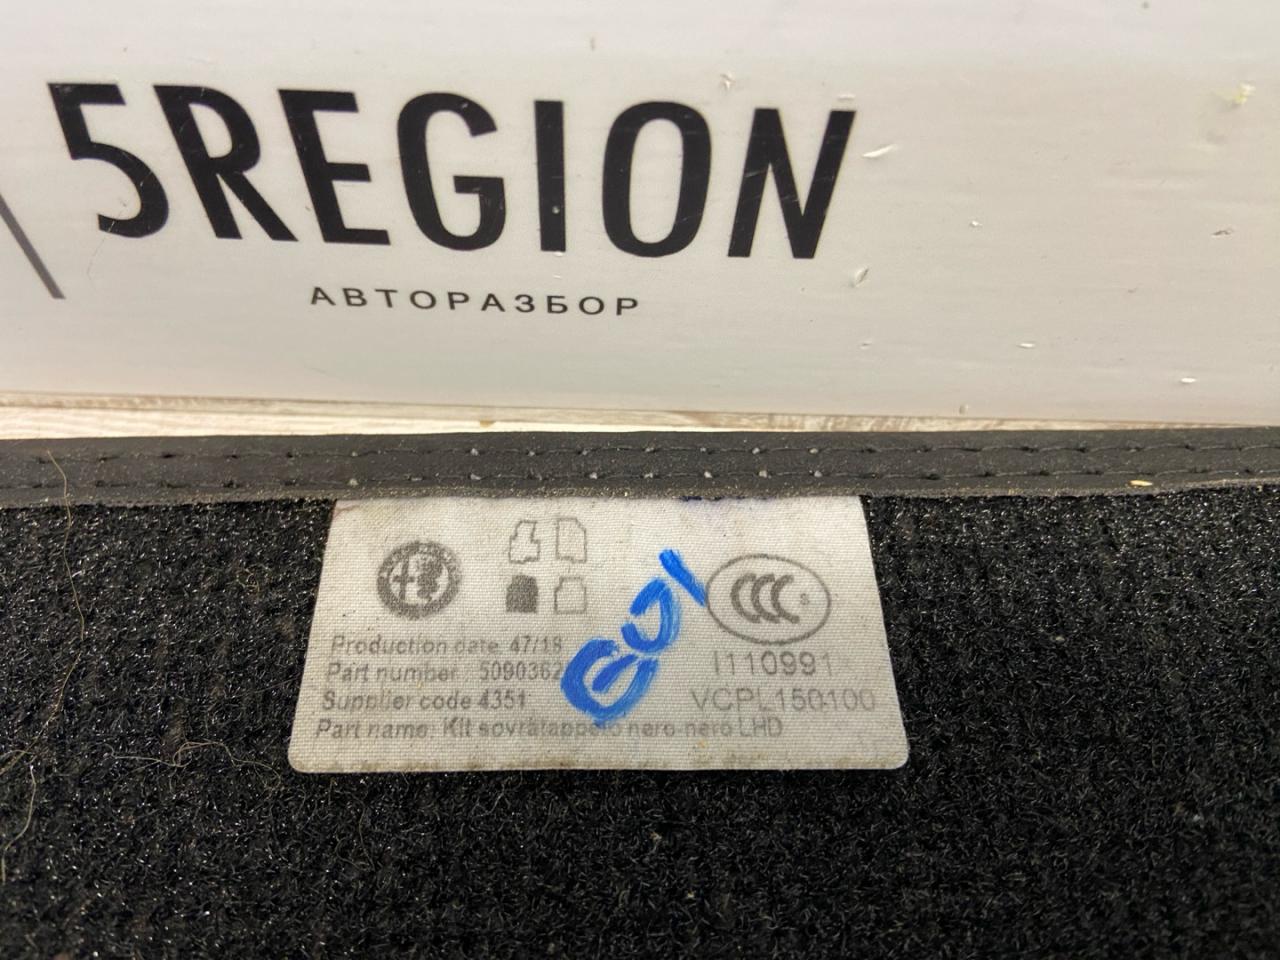 5REGION
АВТОРАЗБОР
CCC S
Production date 47/18
Part number: 5090362
Supplier code 4351
Part name: Kit sovratappeto nero-nero LHD
I110991
VCPL150100